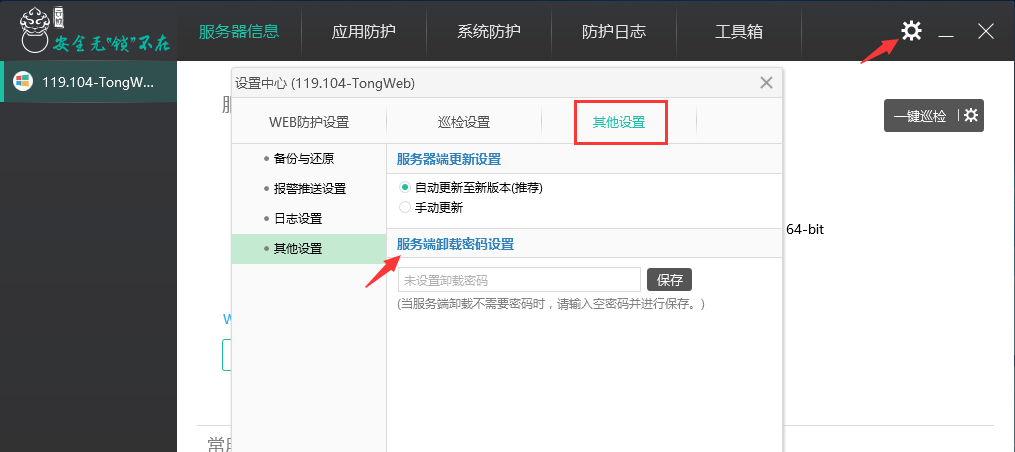 安全无"锁"不在
服务器信息
应用防护
系统防护
防护日志
工具箱
119.104-TongW...
设置中心 (119.104-TongWeb)
一键巡检
WEB防护设置
巡检设置
其他设置
备份与还原
报警推送设置
日志设置
其他设置
服务器端更新设置
自动更新至新版本(推荐)
手动更新
64-bit
服务端卸载密码设置
未设置卸载密码
保存
(当服务端卸载不需要密码时，请输入空密码并进行保存。)
W
常用